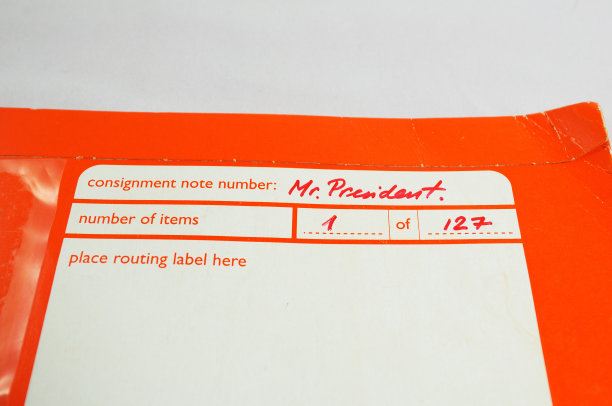 consignment note number: Mr. President.
number of items 1 of 127
place routing label here